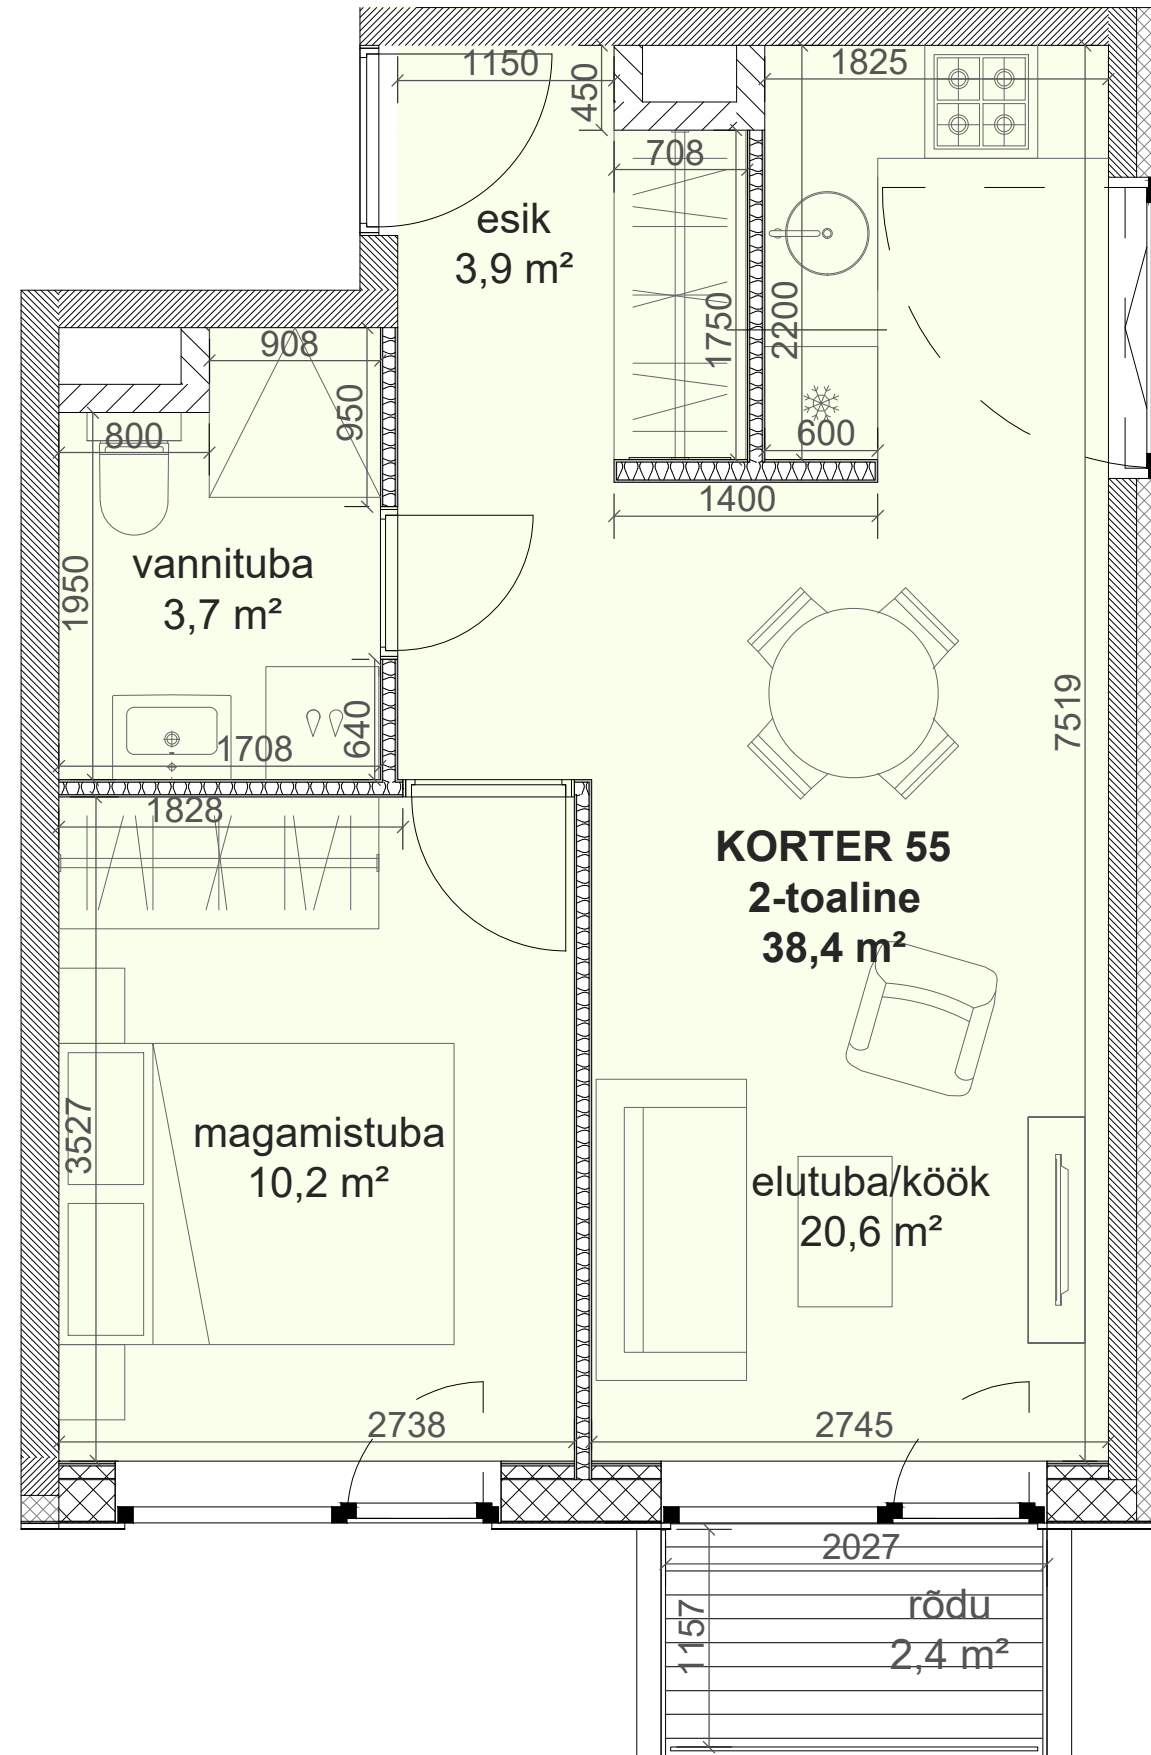 1150
450
1825
708
esik
3,9 m²
1750
2200
908
950
800
600
1400
vannituba
3,7 m²
1950
7519
640
1708
1828
KORTER 55
2-toaline
38,4 m²
3527
magamistuba
10,2 m²
elutuba/köök
20,6 m²
2738
2745
2027
1157
rõdu
2,4 m²